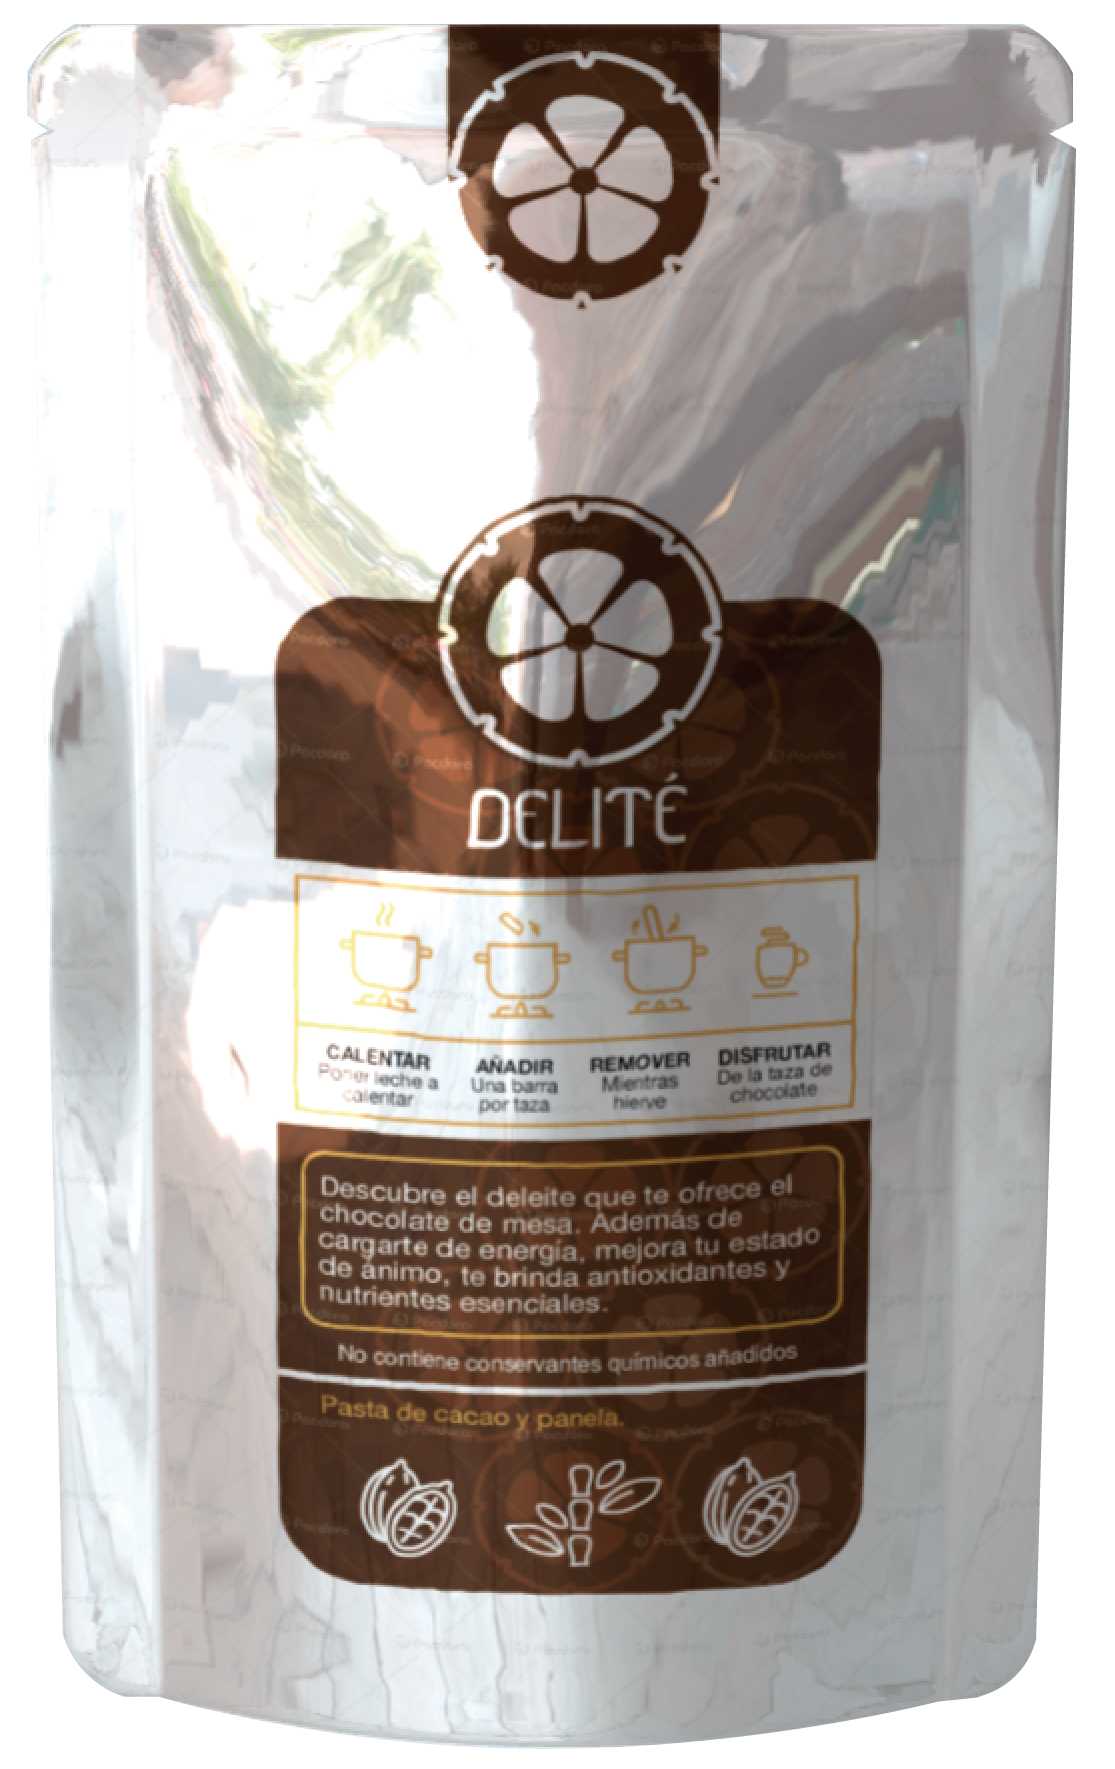 DELITÉ
CALENTAR AÑADIR REMOVER DISFRUTAR
Poner leche a Una barra Mientras De la taza de
calentar por taza hierve chocolate
Descubre el deleite que te ofrece el
chocolate de mesa. Además de
cargarte de energía, mejora tu estado
de ánimo, te brinda antioxidantes y
nutrientes esenciales.
No contiene conservantes químicos añadidos
Pasta de cacao y panela.